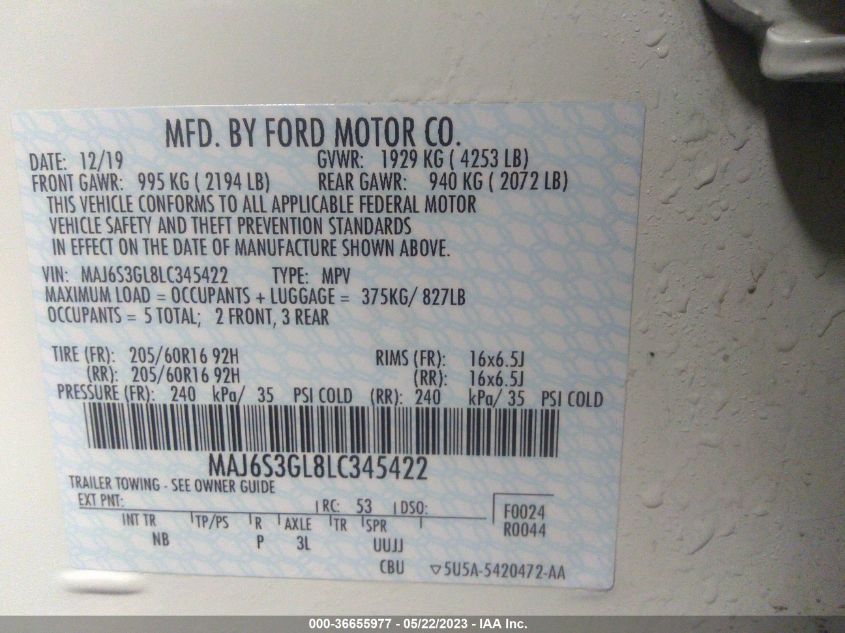 MFD. BY FORD MOTOR CO.
DATE: 12/19 GVWR: 1929 KG ( 4253 LB)
FRONT GAWR: 995 KG ( 2194 LB) REAR GAWR: 940 KG ( 2072 LB)
THIS VEHICLE CONFORMS TO ALL APPLICABLE FEDERAL MOTOR
VEHICLE SAFETY AND THEFT PREVENTION STANDARDS
IN EFFECT ON THE DATE OF MANUFACTURE SHOWN ABOVE.
VIN: MAJ6S3GL8LC345422 TYPE: MPV
MAXIMUM LOAD = OCCUPANTS + LUGGAGE = 375KG/ 827LB
OCCUPANTS = 5 TOTAL; 2 FRONT, 3 REAR
TIRE (FR): 205/60R16 92H RIMS (FR): 16x6.5J
(RR): 205/60R16 92H (RR): 16x6.5J
PRESSURE (FR): 240 kPa/ 35 PSI COLD (RR): 240 kPa/ 35 PSI COLD
MAJ6S3GL8LC345422
TRAILER TOWING - SEE OWNER GUIDE
EXT PNT: RC: 53 DSO: F0024
INT TR TP/PS R AXLE TR SPR R0044
NB P 3L UUJJ
CBU ▽5U5A-5420472-AA
000-36655977 - 05/22/2023 - IAA Inc.